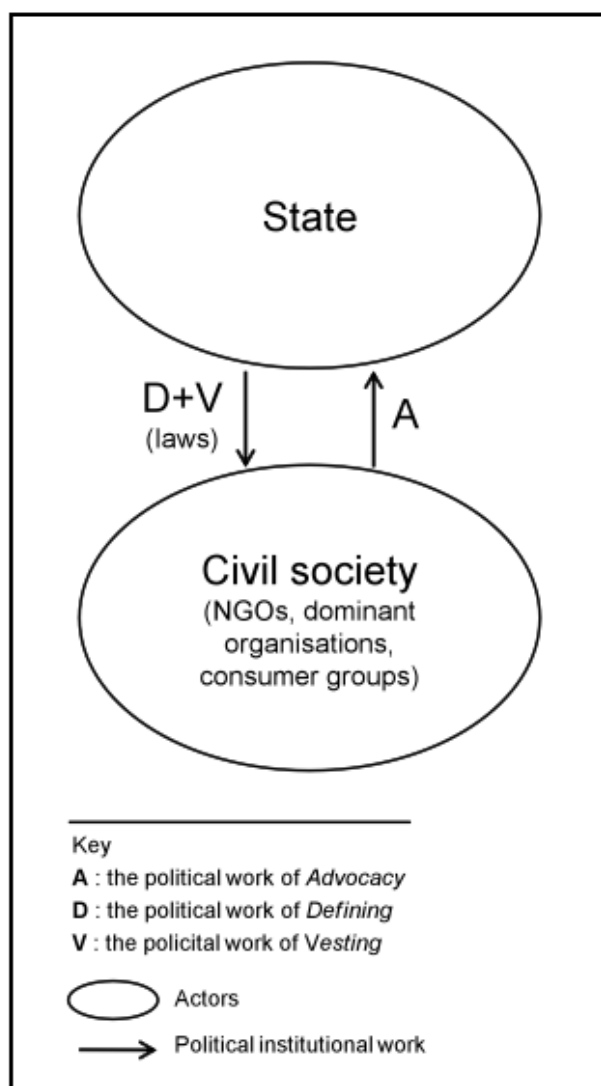 State
D+V
(laws)
A
Civil society
(NGOs, dominant
organisations,
consumer groups)
Key
A : the political work of Advocacy
D : the political work of Defining
V : the policital work of Vesting
Actors
Political institutional work